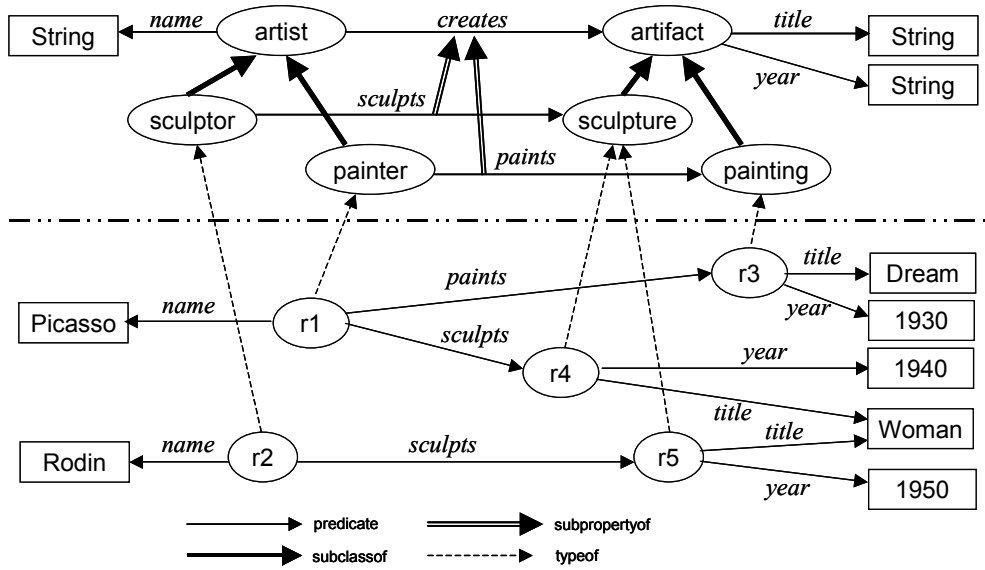 name
artist
creates
artifact
title
String
String
year
String
sculptor
sculpts
sculpture
painter
paints
painting
paints
r3
title
Dream
Picasso
name
r1
year
1930
sculpts
r4
year
1940
title
title
Woman
Rodin
name
r2
sculpts
r5
year
1950
predicate
subpropertyof
subclassof
typeof